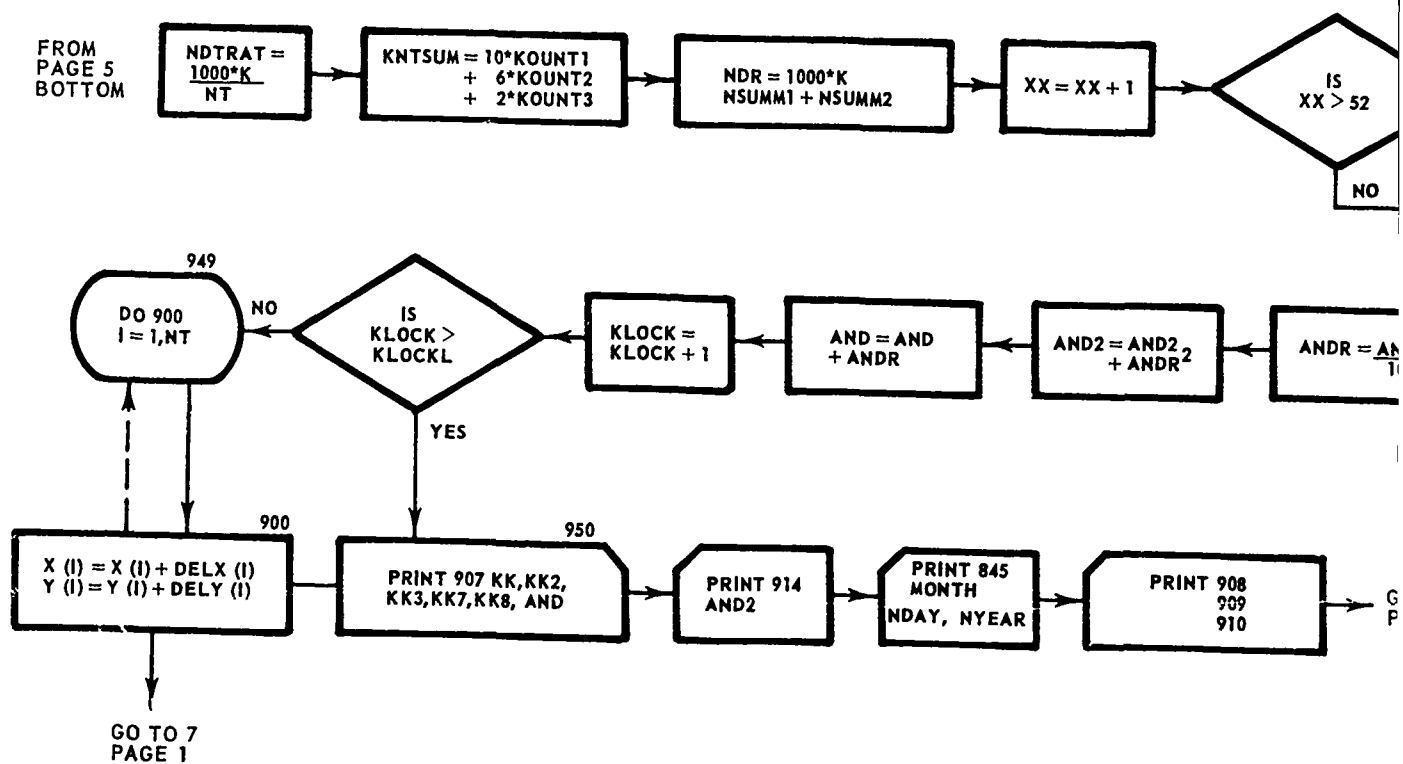 FROM
PAGE 5
BOTTOM
NDTRAT =
1000*K
NT
KNTSUM = 10*KOUNT1
+ 6*KOUNT2
+ 2*KOUNT3
NDR = 1000*K
NSUMM1 + NSUMM2
XX = XX + 1
IS
XX > 52
NO
949
DO 900
I = 1,NT
NO
IS
KLOCK >
KLOCKL
YES
KLOCK =
KLOCK + 1
AND = AND
+ ANDR
AND2 = AND2
+ ANDR2
ANDR =
900
X (I) = X (I) + DELX (I)
Y (I) = Y (I) + DELY (I)
950
PRINT 907 KK,KK2,
KK3,KK7,KK8, AND
PRINT 914
AND2
PRINT 845
MONTH
NDAY, NYEAR
PRINT 908
909
910
GO TO 7
PAGE 1